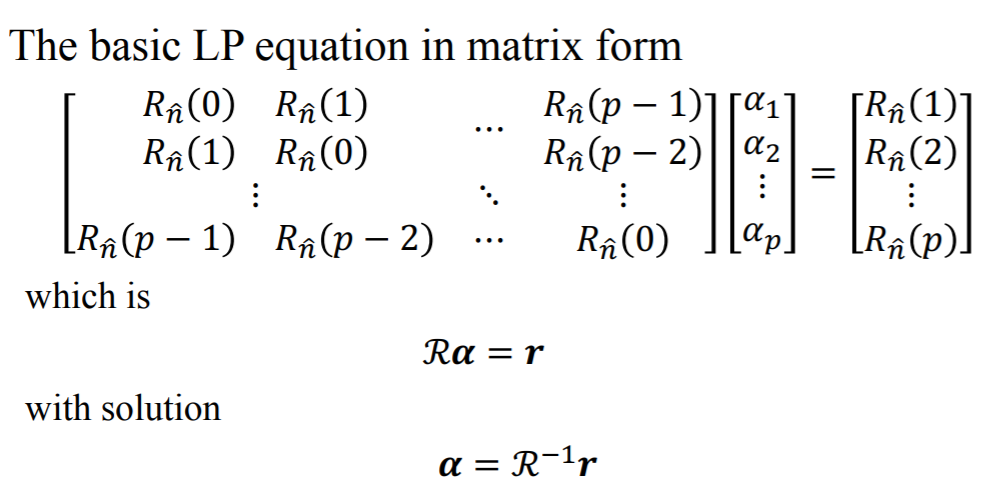 The basic LP equation in matrix form
[ R_n̂(0) R_n̂(1) ⋯ R_n̂(p − 1) ] [ α_1 ] = [ R_n̂(1) ]
[ R_n̂(1) R_n̂(0) ⋯ R_n̂(p − 2) ] [ α_2 ] = [ R_n̂(2) ]
[ ⋮ ⋱ ⋮ ] [ ⋮ ] = [ ⋮ ]
[ R_n̂(p − 1) R_n̂(p − 2) ⋯ R_n̂(0) ] [ α_p ] = [ R_n̂(p) ]
which is
ℛα = r
with solution
α = ℛ⁻¹r